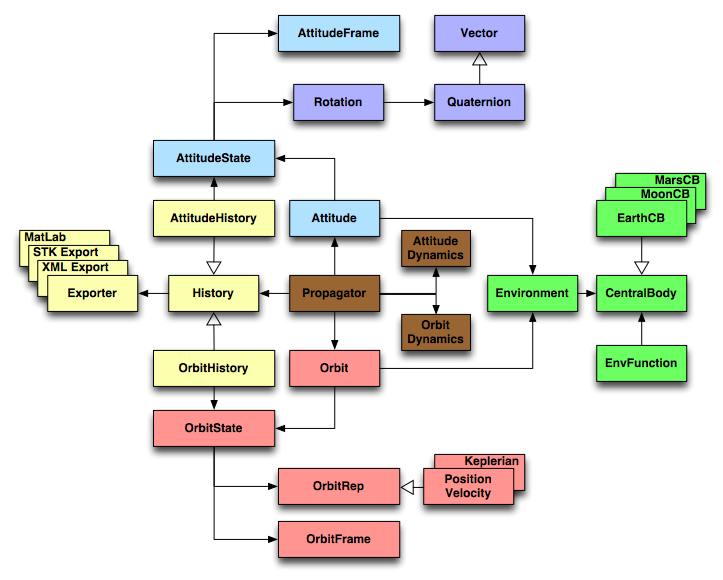 AttitudeFrame
Vector
Rotation
Quaternion
AttitudeState
MarsCB
MoonCB
EarthCB
AttitudeHistory
Attitude
Attitude
Dynamics
MatLab
STK Export
XML Export
Exporter
History
Propagator
Environment
CentralBody
Orbit
Dynamics
OrbitHistory
Orbit
EnvFunction
OrbitState
Keplerian
Position
Velocity
OrbitRep
OrbitFrame